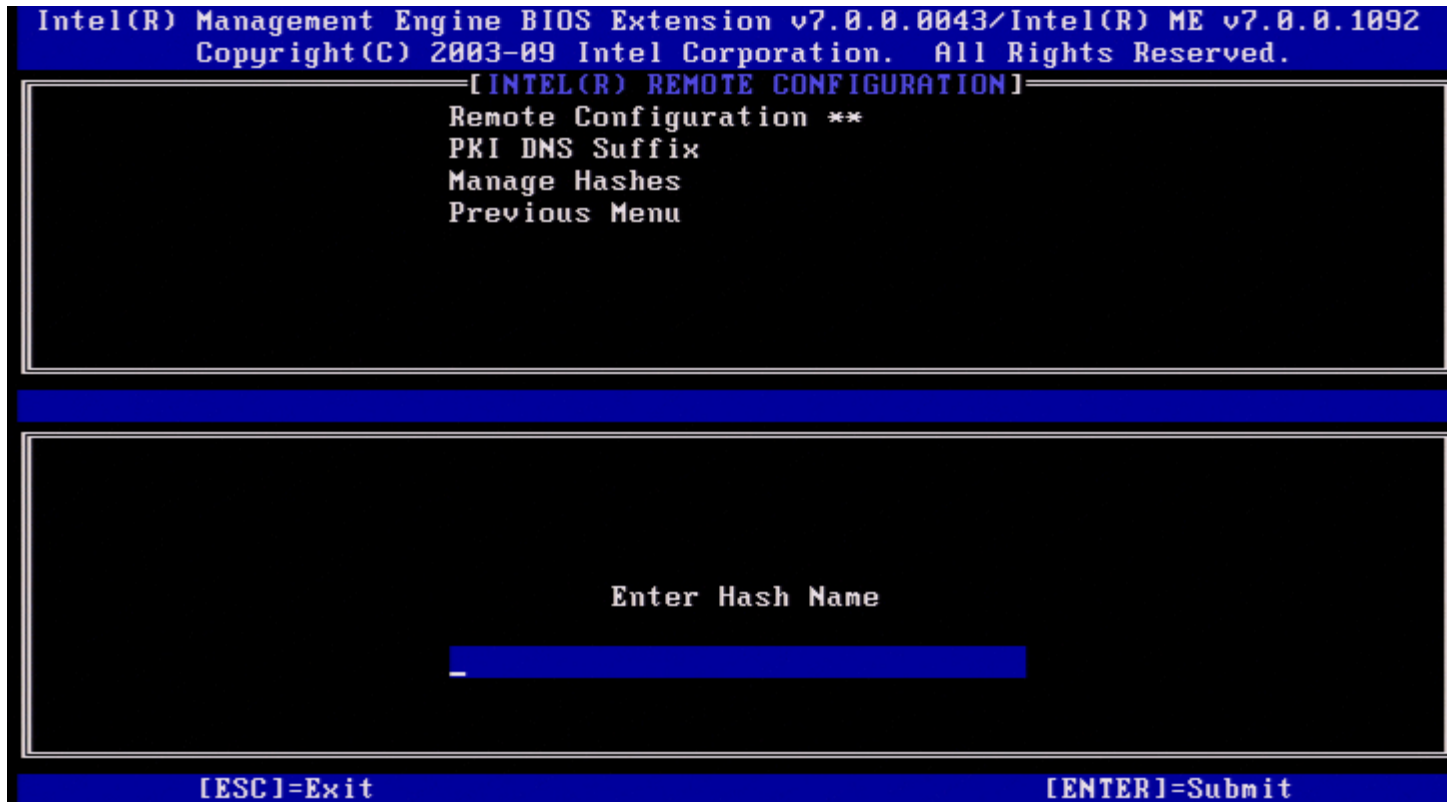 Intel(R) Management Engine BIOS Extension v7.0.0.0043/Intel(R) ME v7.0.0.1092
Copyright(C) 2003-09 Intel Corporation. All Rights Reserved.
[INTEL(R) REMOTE CONFIGURATION]
Remote Configuration **
PKI DNS Suffix
Manage Hashes
Previous Menu
Enter Hash Name
_
[ESC]=Exit [ENTER]=Submit